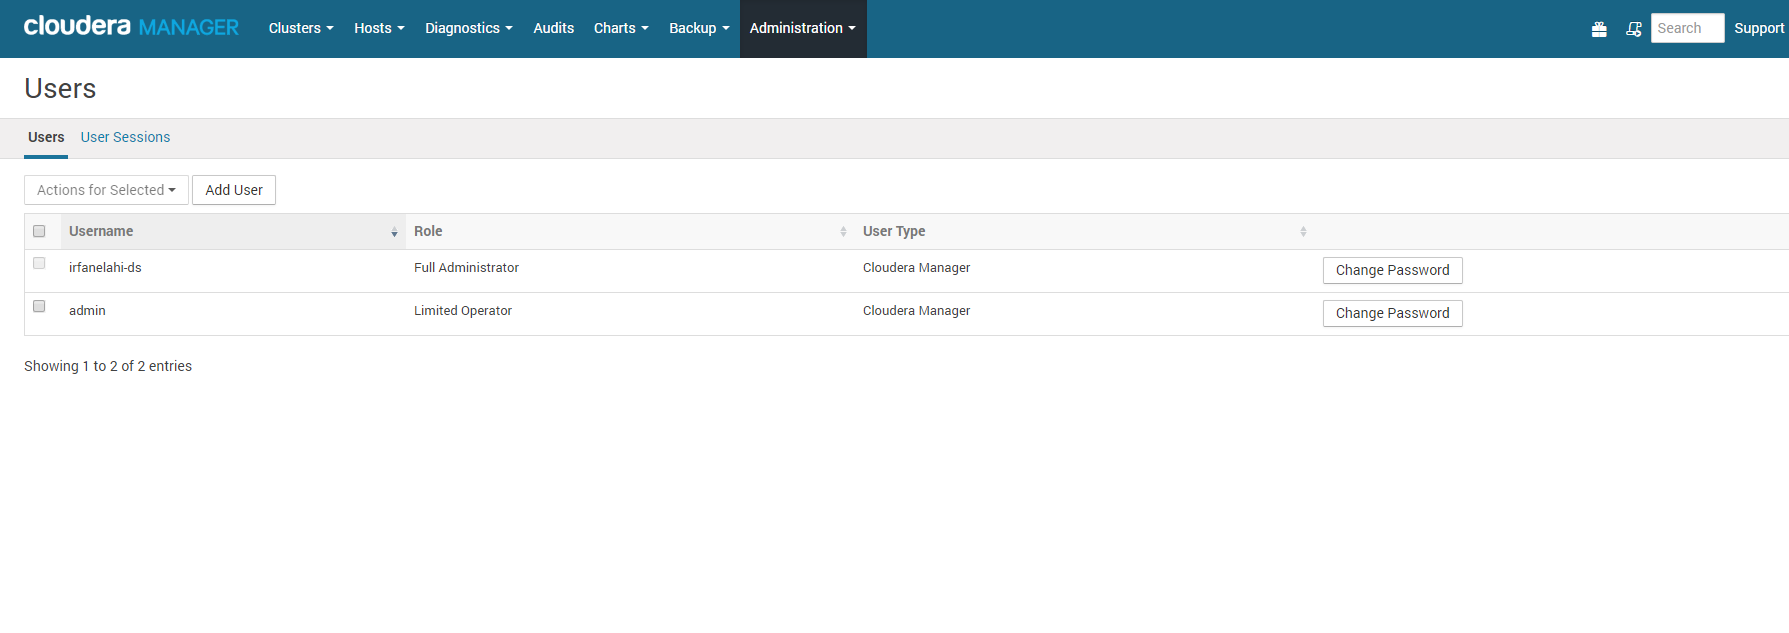 cloudera MANAGER Clusters Hosts Diagnostics Audits Charts Backup Administration Search Support
Users
Users User Sessions
Actions for Selected Add User
Username Role User Type
irfanelahi-ds Full Administrator Cloudera Manager Change Password
admin Limited Operator Cloudera Manager Change Password
Showing 1 to 2 of 2 entries